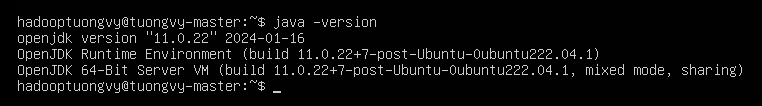 hadooptuongvy@tuongvy-master:~$ java -version
openjdk version "11.0.22" 2024-01-16
OpenJDK Runtime Environment (build 11.0.22+7-post-Ubuntu-0ubuntu222.04.1)
OpenJDK 64-Bit Server VM (build 11.0.22+7-post-Ubuntu-0ubuntu222.04.1, mixed mode, sharing)
hadooptuongvy@tuongvy-master:~$ _